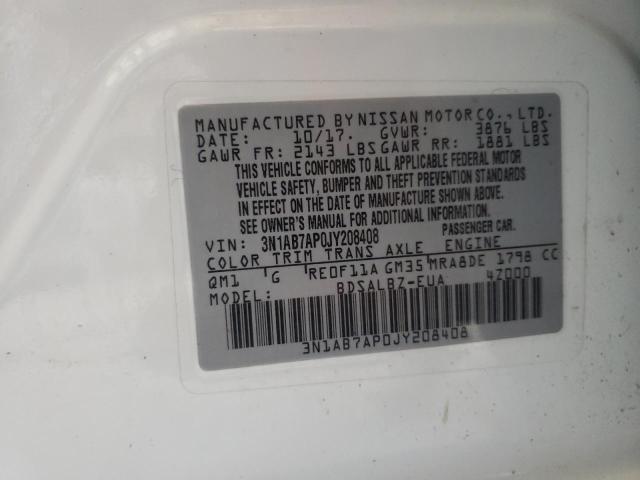 MANUFACTURED BY NISSAN MOTOR CO., LTD.
DATE: 10/17. GVWR: 3876 LBS
GAWR FR: 2143 LBS GAWR RR: 1881 LBS
THIS VEHICLE CONFORMS TO ALL APPLICABLE FEDERAL MOTOR
VEHICLE SAFETY, BUMPER AND THEFT PREVENTION STANDARDS
IN EFFECT ON THE DATE OF MANUFACTURE SHOWN ABOVE.
SEE OWNER'S MANUAL FOR ADDITIONAL INFORMATION.
VIN: 3N1AB7AP0JY208408 PASSENGER CAR.
COLOR TRIM TRANS AXLE ENGINE
QM1 G RE0F11A GM35 MRA8DE 1798 CC
MODEL: BDSALBZ-EUA 4Z000
3N1AB7AP0JY208408